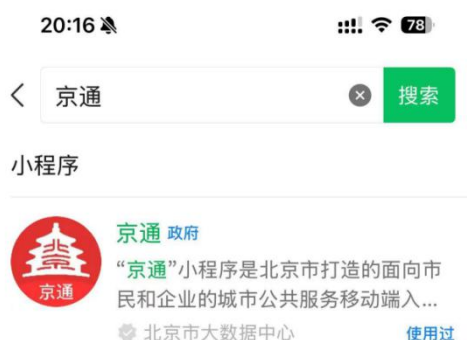 20:16
78
京通
搜索
小程序
京通 政府
“京通”小程序是北京市打造的面向市
民和企业的城市公共服务移动端入...
京通
北京市大数据中心
使用过